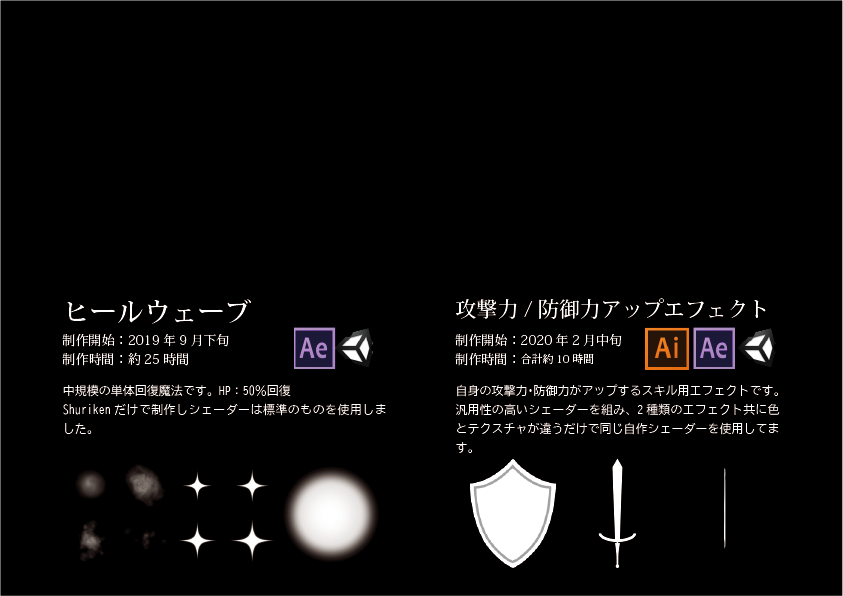 ヒールウェーブ
制作開始：2019 年 9 月下旬
制作時間：約 25 時間
Ae
中規模の単体回復魔法です。HP：50%回復
Shuriken だけで制作しシェーダーは標準のものを使用しま
した。
攻撃力 / 防御力アップエフェクト
制作開始：2020 年 2 月中旬
制作時間：合計約 10 時間
Ai Ae
自身の攻撃力・防御力がアップするスキル用エフェクトです。
汎用性の高いシェーダーを組み、2 種類のエフェクト共に色
とテクスチャが違うだけで同じ自作シェーダーを使用してま
す。